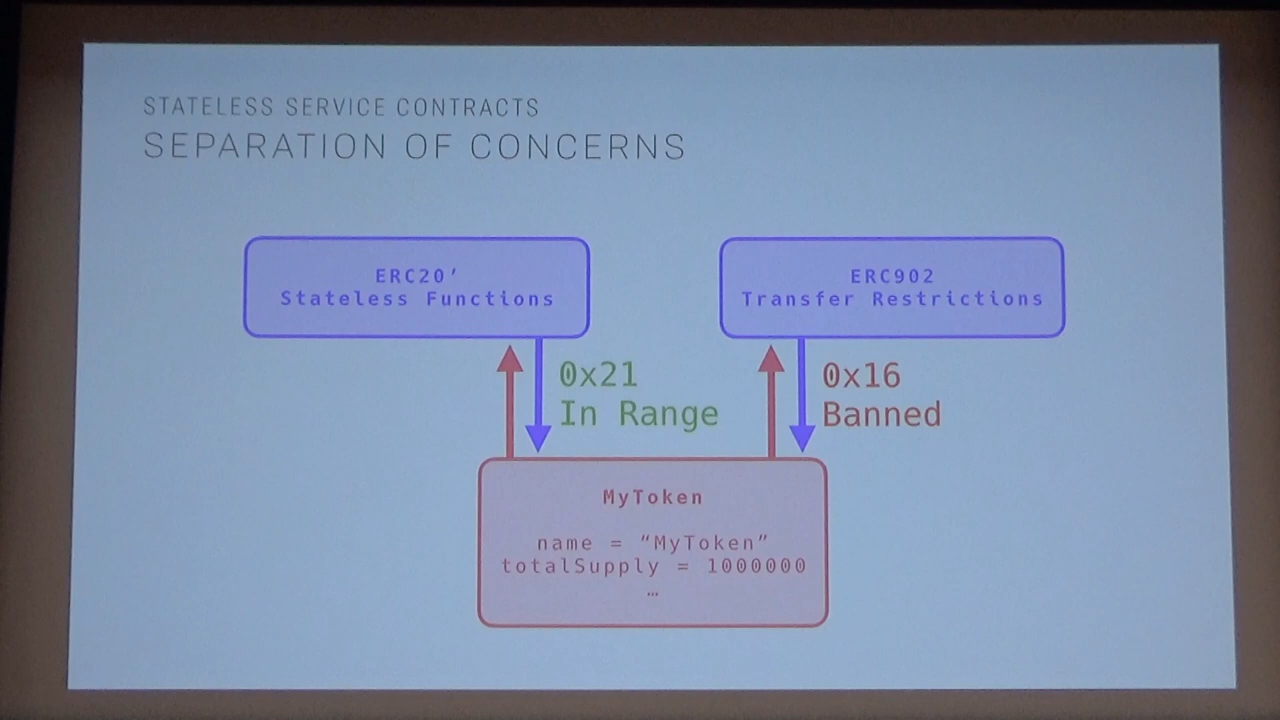 STATELESS SERVICE CONTRACTS
SEPARATION OF CONCERNS
ERC20’
Stateless Functions
ERC902
Transfer Restrictions
0x21
In Range
0x16
Banned
MyToken
name = “MyToken”
totalSupply = 1000000
…